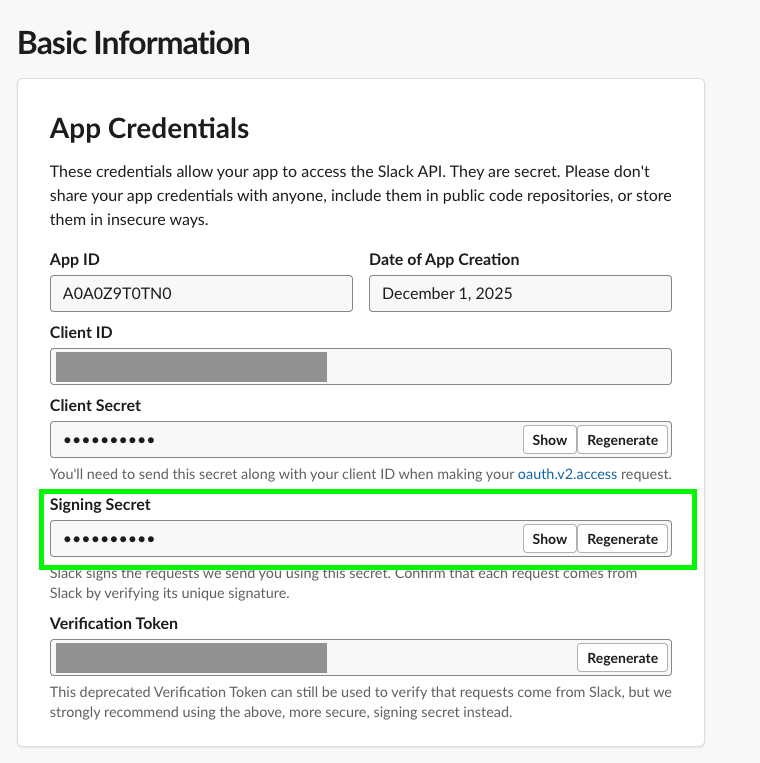 Basic Information
App Credentials
These credentials allow your app to access the Slack API. They are secret. Please don't
share your app credentials with anyone, include them in public code repositories, or store
them in insecure ways.
App ID
Date of App Creation
A0A0Z9T0TN0
December 1, 2025
Client ID
Client Secret
●●●●●●●●●●
Show
Regenerate
You'll need to send this secret along with your client ID when making your oauth.v2.access request.
Signing Secret
●●●●●●●●●●
Show
Regenerate
Slack signs the requests we send you using this secret. Confirm that each request comes from
Slack by verifying its unique signature.
Verification Token
Regenerate
This deprecated Verification Token can still be used to verify that requests come from Slack, but we
strongly recommend using the above, more secure, signing secret instead.